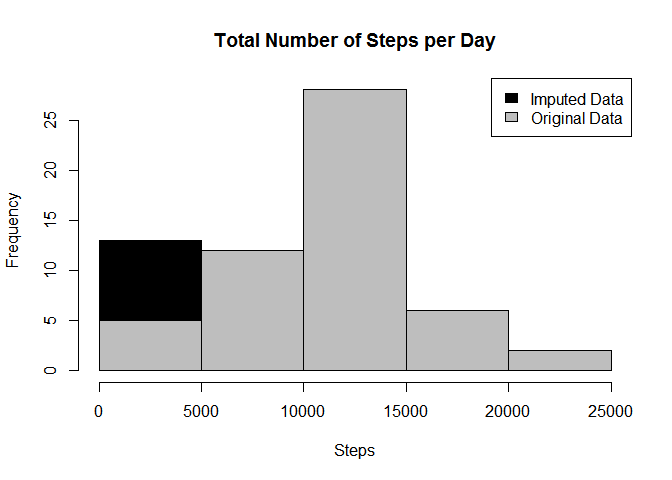 Total Number of Steps per Day
Imputed Data
Original Data
Frequency
25
20
15
10
5
0
0 5000 10000 15000 20000 25000
Steps